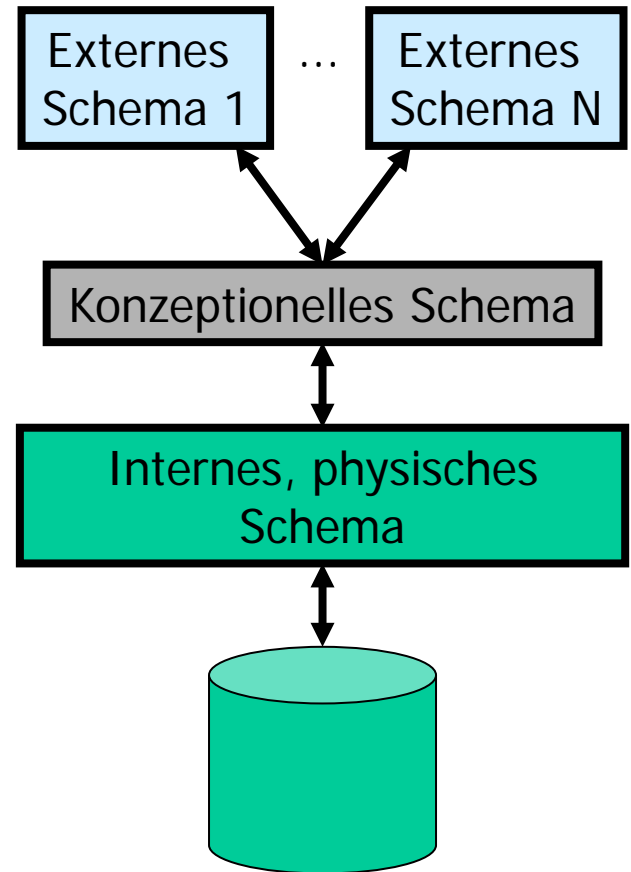 Externes
Schema 1
...
Externes
Schema N
Konzeptionelles Schema
Internes, physisches
Schema